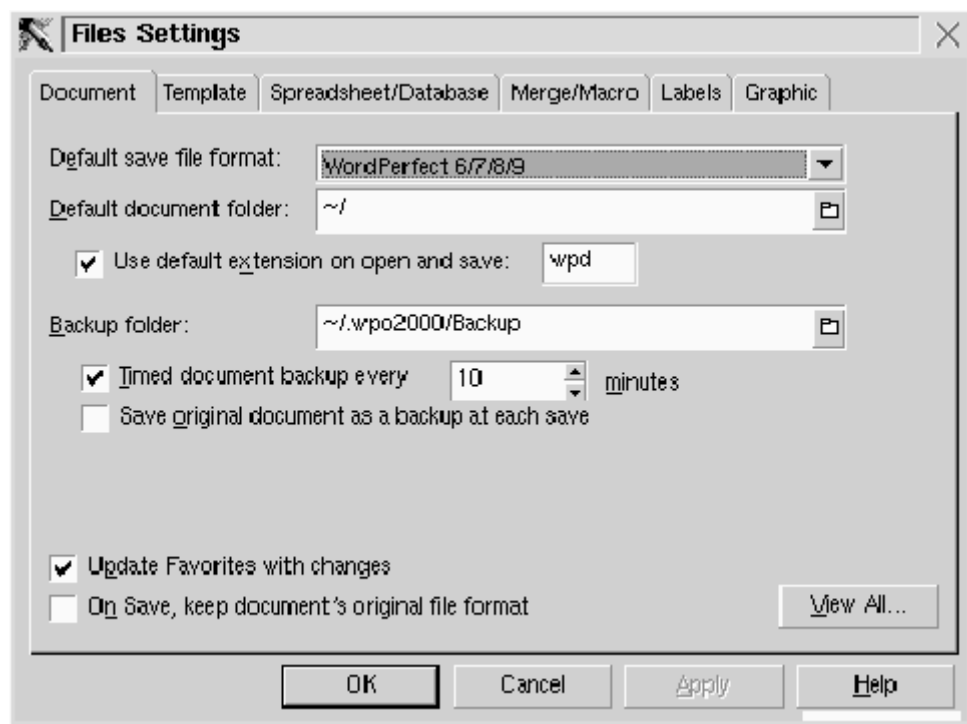 Files Settings
Document Template Spreadsheet/Database Merge/Macro Labels Graphic
Default save file format: WordPerfect 6/7/8/9
Default document folder: ~/
Use default extension on open and save: wpd
Backup folder: ~/.wpo2000/Backup
Timed document backup every 10 minutes
Save original document as a backup at each save
Update Favorites with changes
On Save, keep document's original file format
View All...
OK Cancel Apply Help